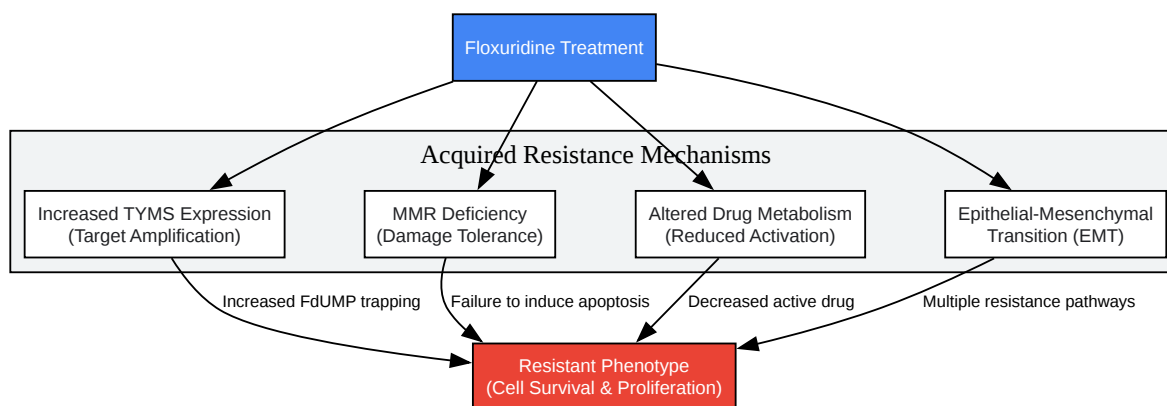 Floxuridine Treatment
Acquired Resistance Mechanisms
Increased TYMS Expression
(Target Amplification)
MMR Deficiency
(Damage Tolerance)
Altered Drug Metabolism
(Reduced Activation)
Epithelial-Mesenchymal
Transition (EMT)
Increased FdUMP trapping
Failure to induce apoptosis
Decreased active drug
Multiple resistance pathways
Resistant Phenotype
(Cell Survival & Proliferation)